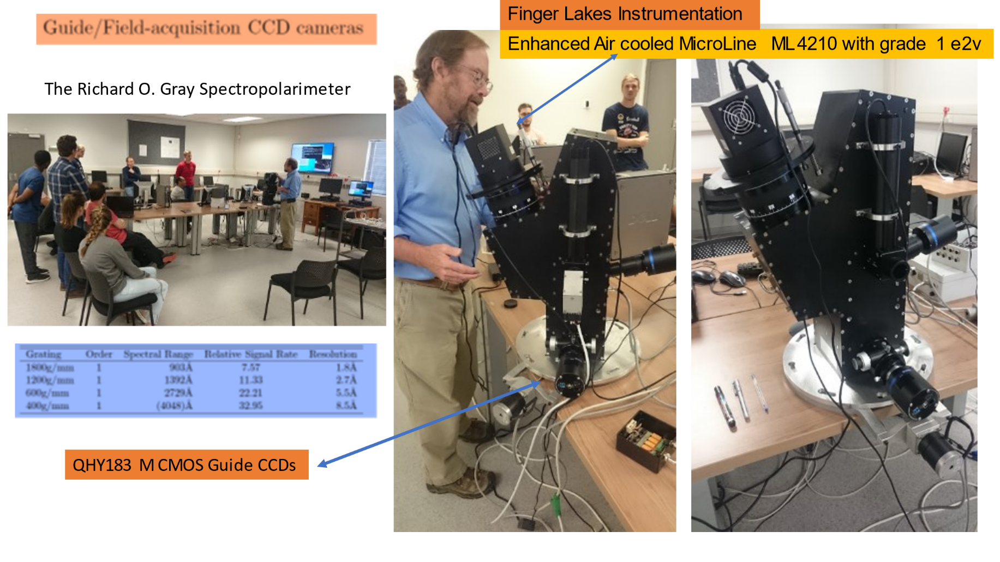 Finger Lakes Instrumentation
Guide/Field-acquisition CCD cameras
Enhanced Air cooled MicroLine ML4210 with grade 1 e2v
The Richard O. Gray Spectropolarimeter
Grating Order Spectral Range Relative Signal Rate Resolution
1800g/mm 1 903Å 7.57 1.8Å
1200g/mm 1 1392Å 11.33 2.7Å
600g/mm 1 2729Å 22.21 5.5Å
400g/mm 1 (4048)Å 32.95 8.5Å
QHY183 M CMOS Guide CCDs